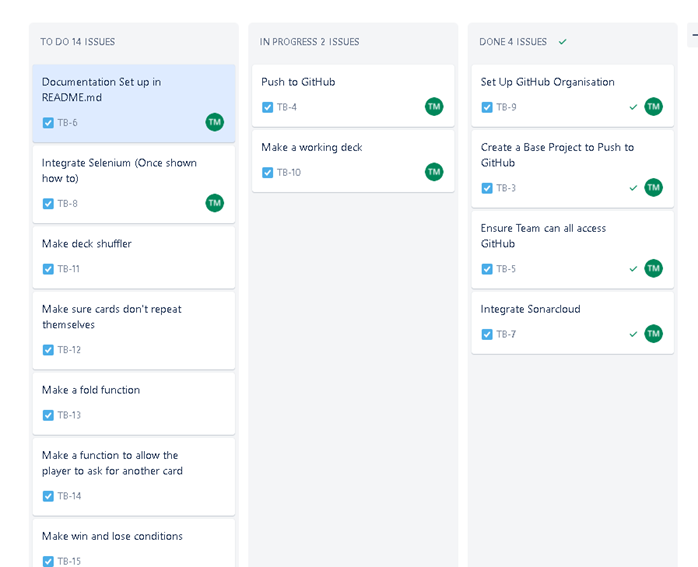 TO DO 14 ISSUES
Documentation Set up in
README.md
TB-6
TM
Integrate Selenium (Once shown
how to)
TB-8
TM
Make deck shuffler
TB-11
Make sure cards don't repeat
themselves
TB-12
Make a fold function
TB-13
Make a function to allow the
player to ask for another card
TB-14
Make win and lose conditions
TB-15
IN PROGRESS 2 ISSUES
Push to GitHub
TB-4
TM
Make a working deck
TB-10
TM
DONE 4 ISSUES
Set Up GitHub Organisation
TB-9
TM
Create a Base Project to Push to
GitHub
TB-3
TM
Ensure Team can all access
GitHub
TB-5
TM
Integrate Sonarcloud
TB-7
TM